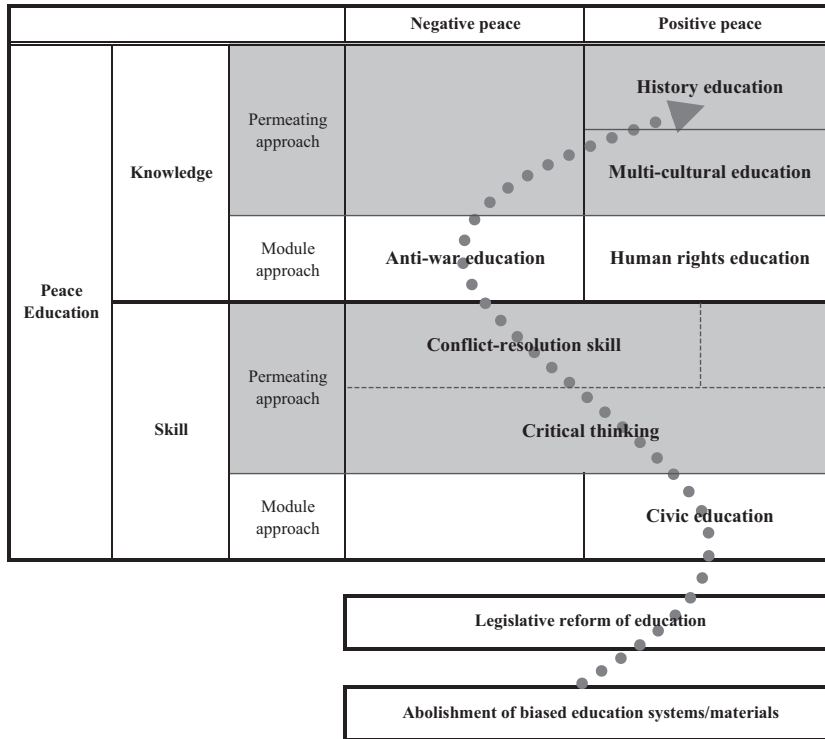 Negative peace
Positive peace
Peace
Education
Knowledge
Permeating
approach
History education
Multi-cultural education
Module
approach
Anti-war education
Human rights education
Skill
Permeating
approach
Conflict-resolution skill
Critical thinking
Module
approach
Civic education
Legislative reform of education
Abolishment of biased education systems/materials